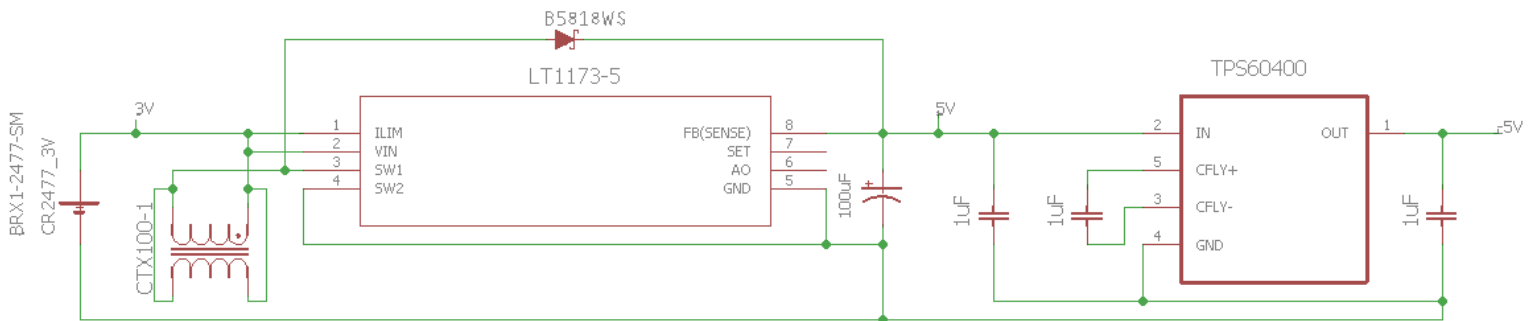 B5818WS
LT1173-5
TPS60400
BRX1-2477-SM
CR2477_3V
3V
1 ILIM
2 VIN
3 SW1
4 SW2
FB(SENSE) 8
SET 7
AO 6
GND 5
5V
100uF
+
CTX100-1
1uF
1uF
2 IN
5 CFLY+
3 CFLY-
4 GND
OUT 1
-5V
1uF